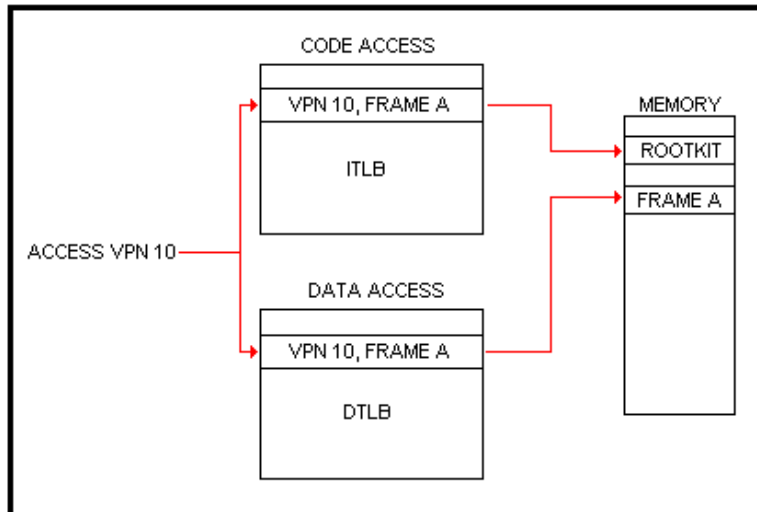 CODE ACCESS
VPN 10, FRAME A
ITLB
MEMORY
ROOTKIT
FRAME A
ACCESS VPN 10
DATA ACCESS
VPN 10, FRAME A
DTLB